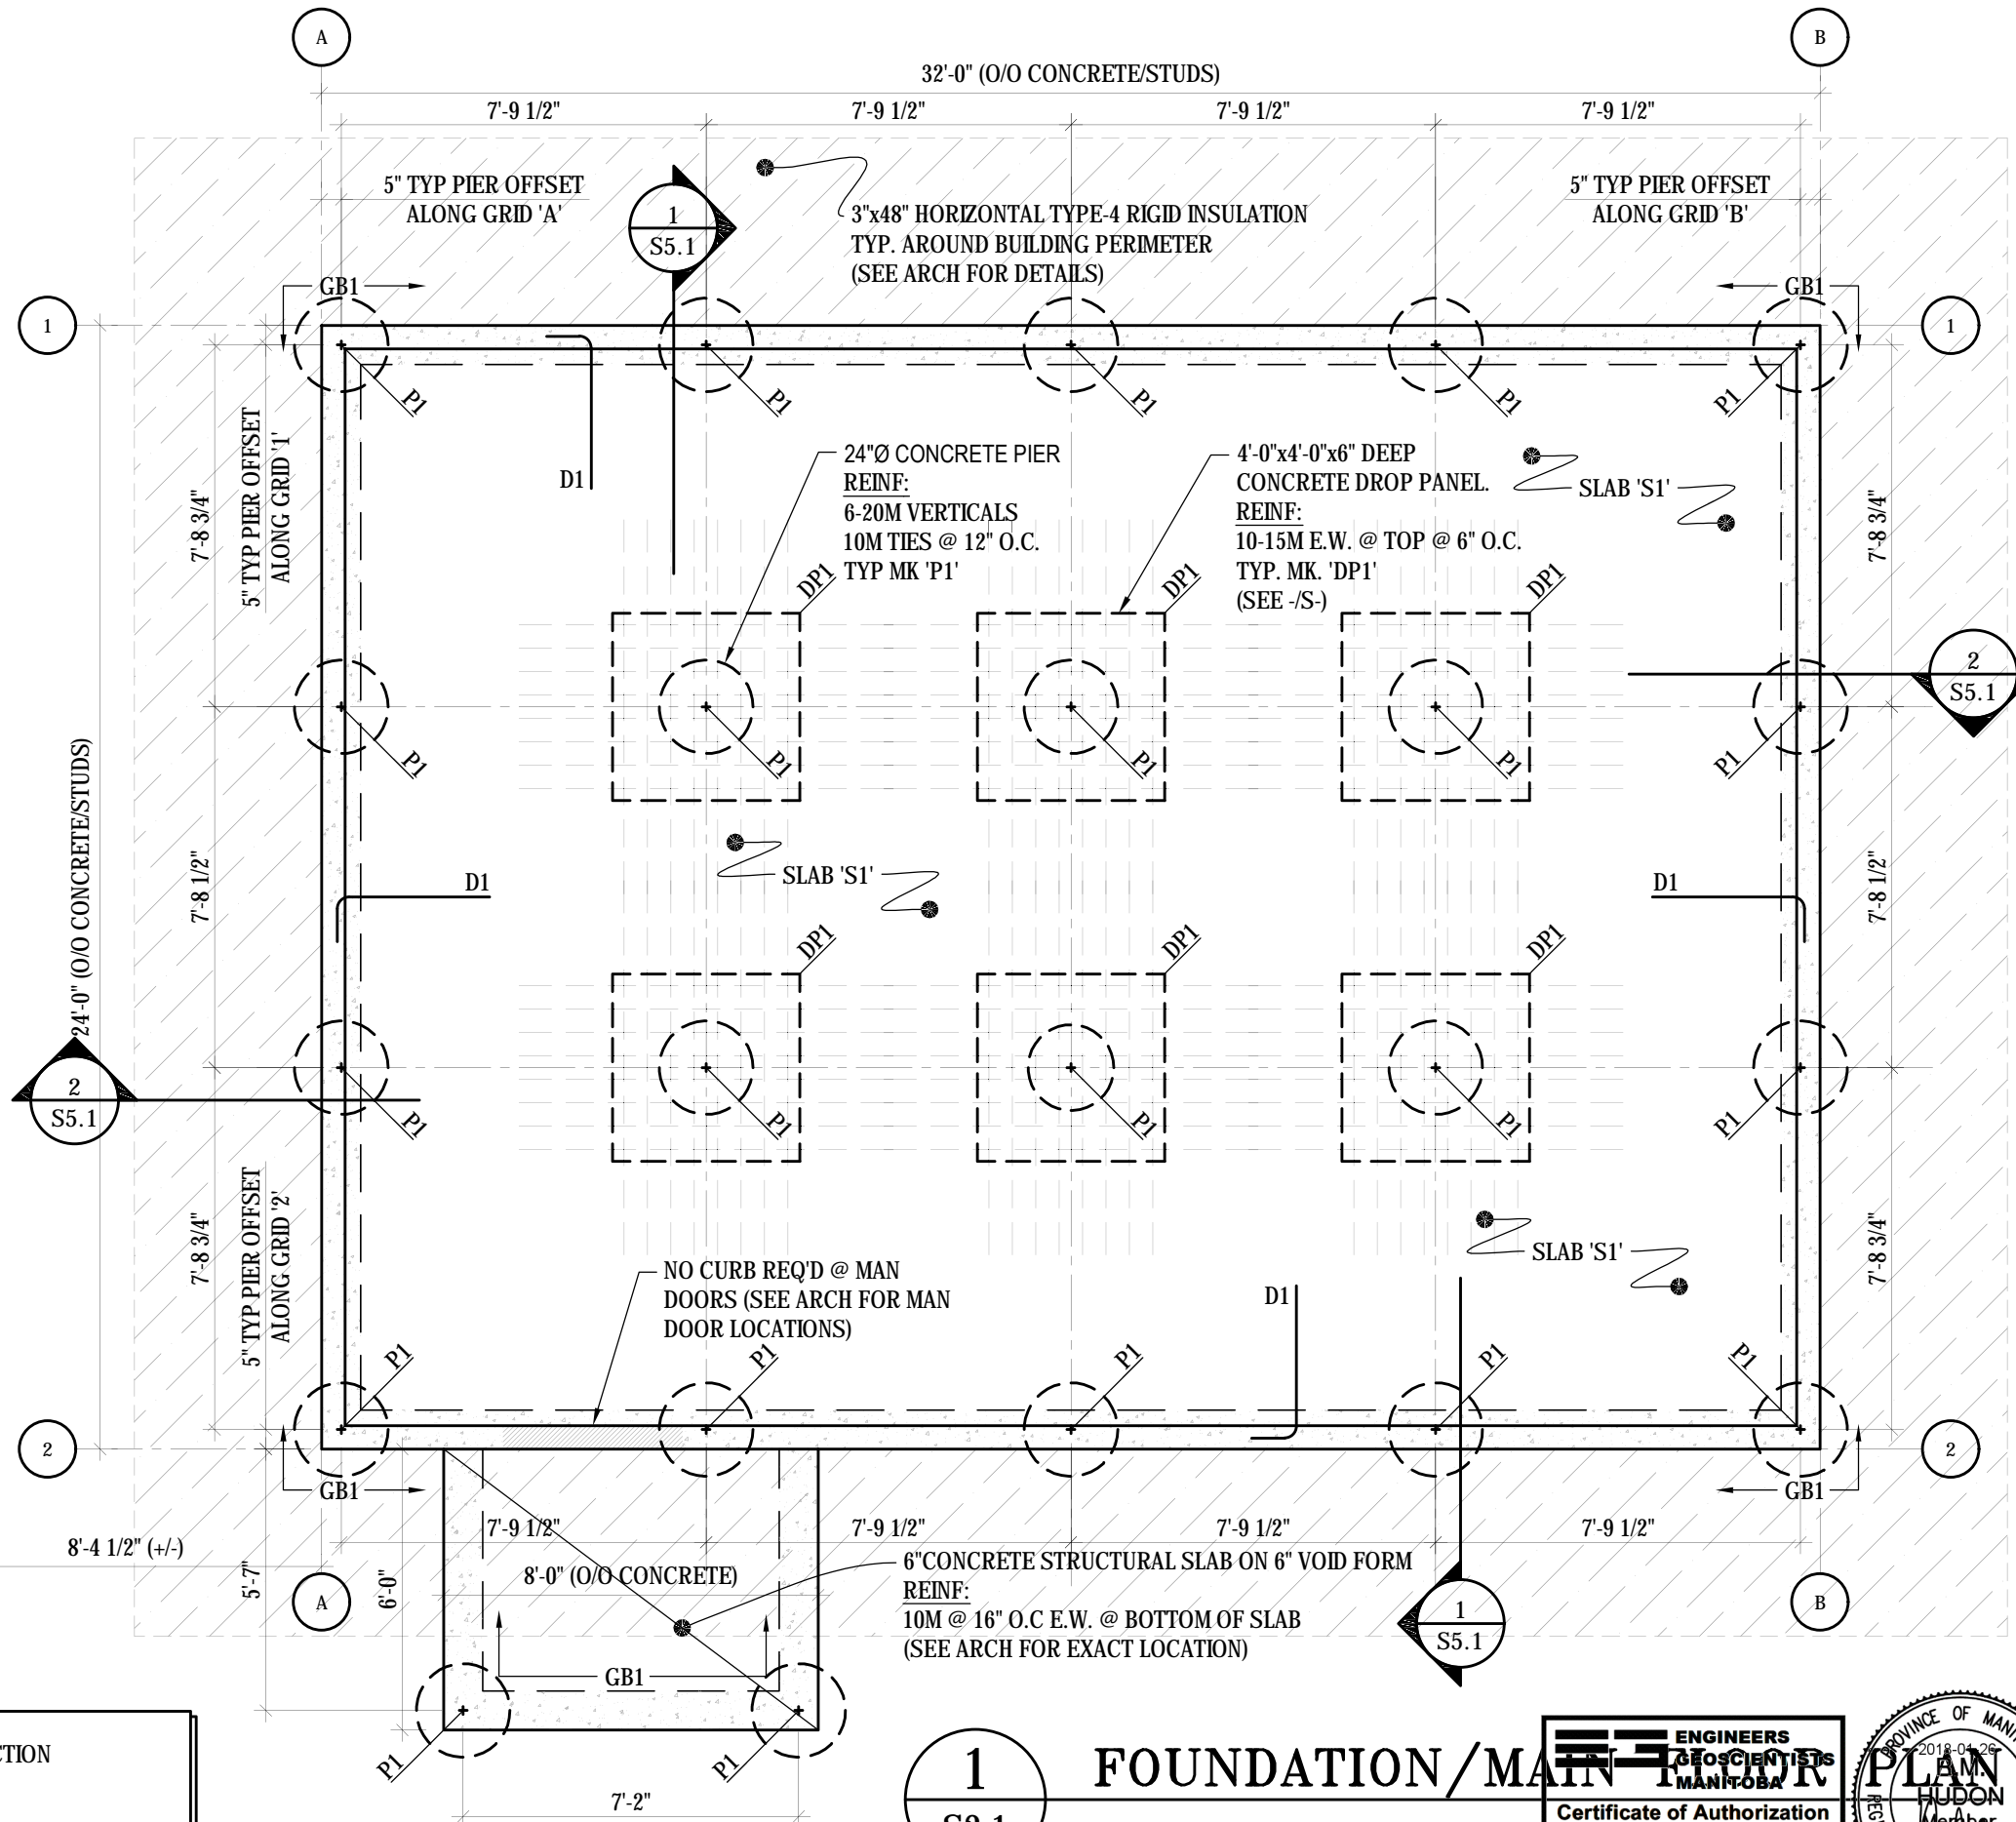 A
B
32'-0" (O/O CONCRETE/STUDS)
7'-9 1/2"
7'-9 1/2"
7'-9 1/2"
7'-9 1/2"
5" TYP PIER OFFSET
ALONG GRID 'A'
1
S5.1
3"x48" HORIZONTAL TYPE-4 RIGID INSULATION
TYP. AROUND BUILDING PERIMETER
(SEE ARCH FOR DETAILS)
5" TYP PIER OFFSET
ALONG GRID 'B'
GB1
GB1
1
1
P1
P1
P1
P1
P1
5" TYP PIER OFFSET
ALONG GRID '1'
7'-8 3/4"
D1
24"Ø CONCRETE PIER
REINF:
6-20M VERTICALS
10M TIES @ 12" O.C.
TYP MK 'P1'
4'-0"x4'-0"x6" DEEP
CONCRETE DROP PANEL.
REINF:
10-15M E.W. @ TOP @ 6" O.C.
TYP. MK. 'DP1'
(SEE -/S-)
SLAB 'S1'
7'-8 3/4"
DP1
DP1
DP1
2
S5.1
P1
P1
P1
P1
P1
24'-0" (O/O CONCRETE/STUDS)
7'-8 1/2"
D1
SLAB 'S1'
D1
7'-8 1/2"
DP1
DP1
DP1
2
S5.1
P1
P1
P1
P1
P1
7'-8 3/4"
5" TYP PIER OFFSET
ALONG GRID '2'
NO CURB REQ'D @ MAN
DOORS (SEE ARCH FOR MAN
DOOR LOCATIONS)
D1
SLAB 'S1'
7'-8 3/4"
P1
P1
P1
P1
P1
2
2
GB1
GB1
7'-9 1/2"
7'-9 1/2"
7'-9 1/2"
7'-9 1/2"
8'-4 1/2" (+/-)
5'-7"
6'-0"
8'-0" (O/O CONCRETE)
A
B
6"CONCRETE STRUCTURAL SLAB ON 6" VOID FORM
REINF:
10M @ 16" O.C E.W. @ BOTTOM OF SLAB
(SEE ARCH FOR EXACT LOCATION)
1
S5.1
GB1
P1
P1
7'-2"
CTION
1
FOUNDATION/MAIN FLOOR PLAN
ENGINEERS
GEOSCIENTISTS
MANITOBA
Certificate of Authorization
PROVINCE OF MANI
2018-01-26
HUDON
Member